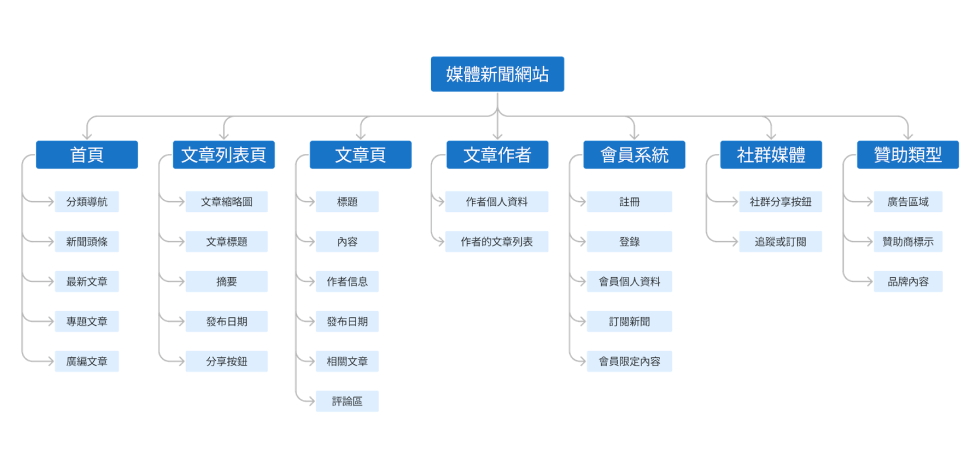 媒體新聞網站
首頁
分類導航
新聞頭條
最新文章
專題文章
廣編文章
文章列表頁
文章縮略圖
文章標題
摘要
發布日期
分享按鈕
文章頁
標題
內容
作者信息
發布日期
相關文章
評論區
文章作者
作者個人資料
作者的文章列表
會員系統
註冊
登錄
會員個人資料
訂閱新聞
會員限定內容
社群媒體
社群分享按鈕
追蹤或訂閱
贊助類型
廣告區域
贊助商標示
品牌內容